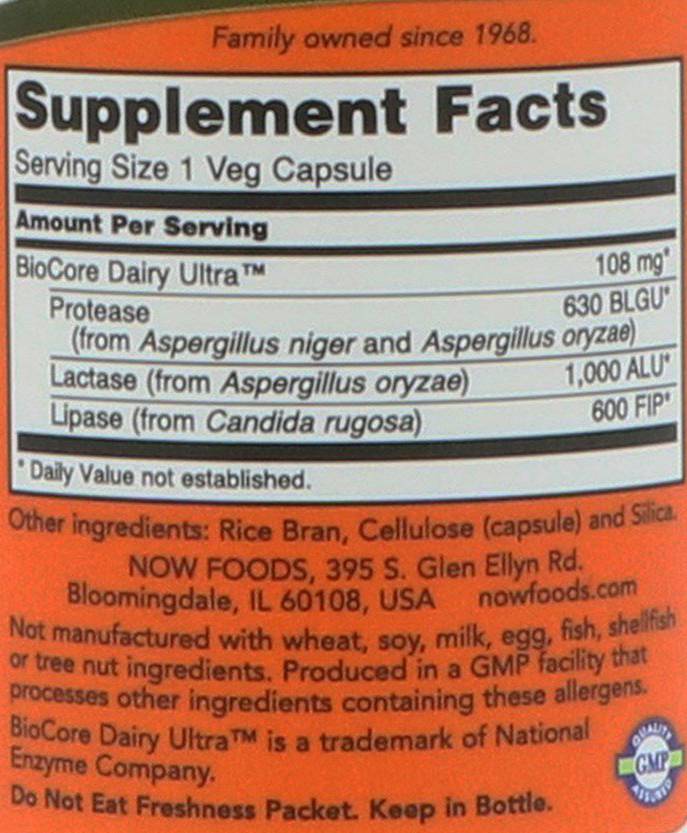 Family owned since 1968.
Supplement Facts
Serving Size 1 Veg Capsule
Amount Per Serving
BioCore Dairy Ultra™ 108 mg*
Protease 630 BLGU*
(from Aspergillus niger and Aspergillus oryzae)
Lactase (from Aspergillus oryzae) 1,000 ALU*
Lipase (from Candida rugosa) 600 FIP*
* Daily Value not established.
Other ingredients: Rice Bran, Cellulose (capsule) and Silica.
NOW FOODS, 395 S. Glen Ellyn Rd.
Bloomingdale, IL 60108, USA nowfoods.com
Not manufactured with wheat, soy, milk, egg, fish, shellfish
or tree nut ingredients. Produced in a GMP facility that
processes other ingredients containing these allergens.
BioCore Dairy Ultra™ is a trademark of National
Enzyme Company.
QUALITY
GMP
ASSURED
Do Not Eat Freshness Packet. Keep in Bottle.